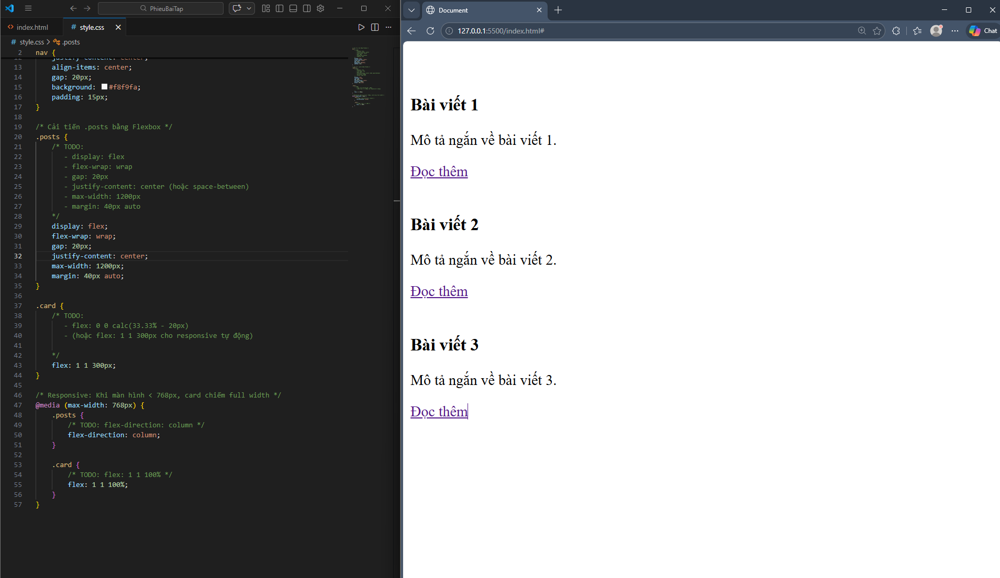 PhieuBaiTap
index.html
style.css
style.css > .posts
2 nav {
12 justify-content: center;
13 align-items: center;
14 gap: 20px;
15 background: #f8f9fa;
16 padding: 15px;
17 }
18
19 /* Cải tiến .posts bằng Flexbox */
20 .posts {
21 /* TODO:
22 - display: flex
23 - flex-wrap: wrap
24 - gap: 20px
25 - justify-content: center (hoặc space-between)
26 - max-width: 1200px
27 - margin: 40px auto
28 */
29 display: flex;
30 flex-wrap: wrap;
31 gap: 20px;
32 justify-content: center;
33 max-width: 1200px;
34 margin: 40px auto;
35 }
36
37 .card {
38 /* TODO:
39 - flex: 0 0 calc(33.33% - 20px)
40 - (hoặc flex: 1 1 300px cho responsive tự động)
41
42 */
43 flex: 1 1 300px;
44 }
45
46 /* Responsive: Khi màn hình < 768px, card chiếm full width */
47 @media (max-width: 768px) {
48 .posts {
49 /* TODO: flex-direction: column */
50 flex-direction: column;
51 }
52
53 .card {
54 /* TODO: flex: 1 1 100% */
55 flex: 1 1 100%;
56 }
57 }
Document
127.0.0.1:5500/index.html#
Chat
Bài viết 1
Mô tả ngắn về bài viết 1.
Đọc thêm
Bài viết 2
Mô tả ngắn về bài viết 2.
Đọc thêm
Bài viết 3
Mô tả ngắn về bài viết 3.
Đọc thêm